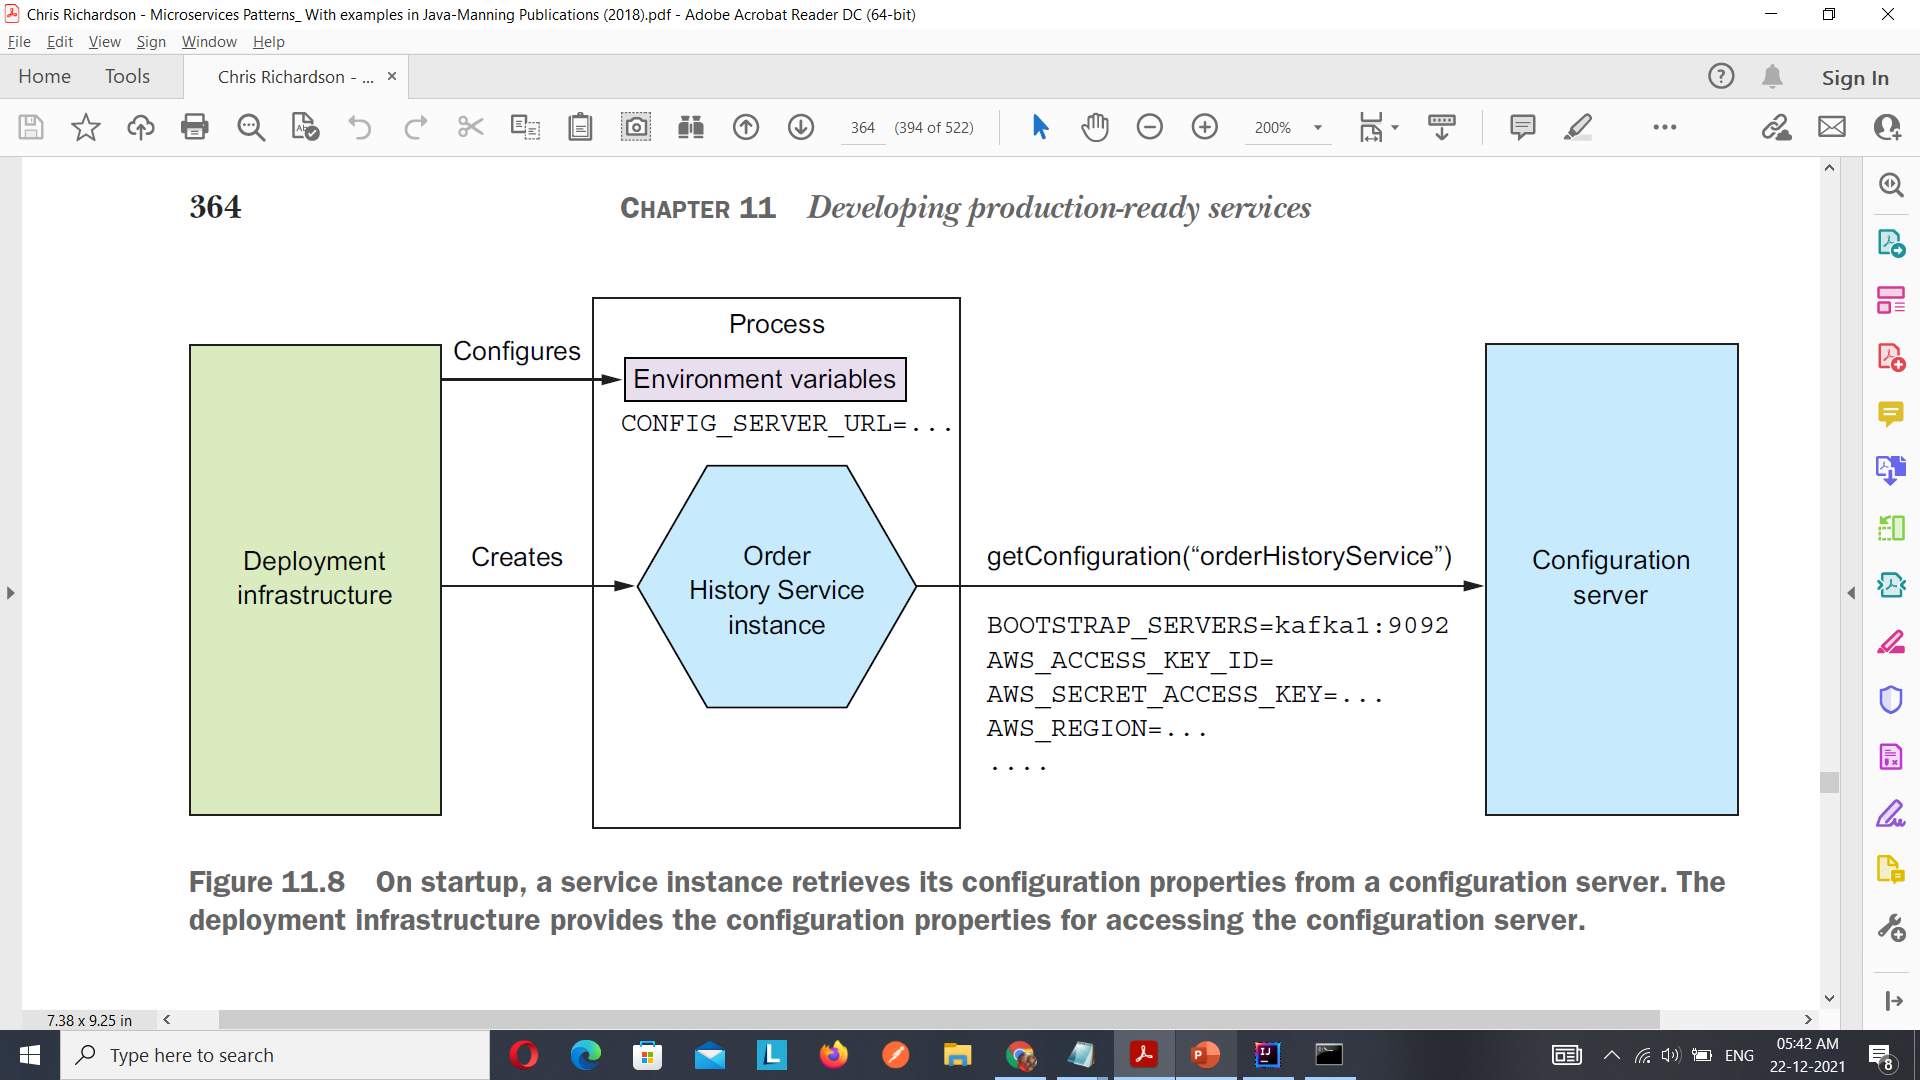 Chris Richardson - Microservices Patterns_ With examples in Java-Manning Publications (2018).pdf - Adobe Acrobat Reader DC (64-bit)
File Edit View Sign Window Help
Home Tools Chris Richardson - ... × Sign In
364 (394 of 522) 200%
364 CHAPTER 11 Developing production-ready services
Process
Configures
Environment variables
CONFIG_SERVER_URL=...
Deployment
infrastructure
Creates
Order
History Service
instance
getConfiguration(“orderHistoryService”)
BOOTSTRAP_SERVERS=kafka1:9092
AWS_ACCESS_KEY_ID=
AWS_SECRET_ACCESS_KEY=...
AWS_REGION=...
....
Configuration
server
Figure 11.8 On startup, a service instance retrieves its configuration properties from a configuration server. The
deployment infrastructure provides the configuration properties for accessing the configuration server.
7.38 x 9.25 in
Type here to search
L
IJ
ENG
05:42 AM
22-12-2021
8